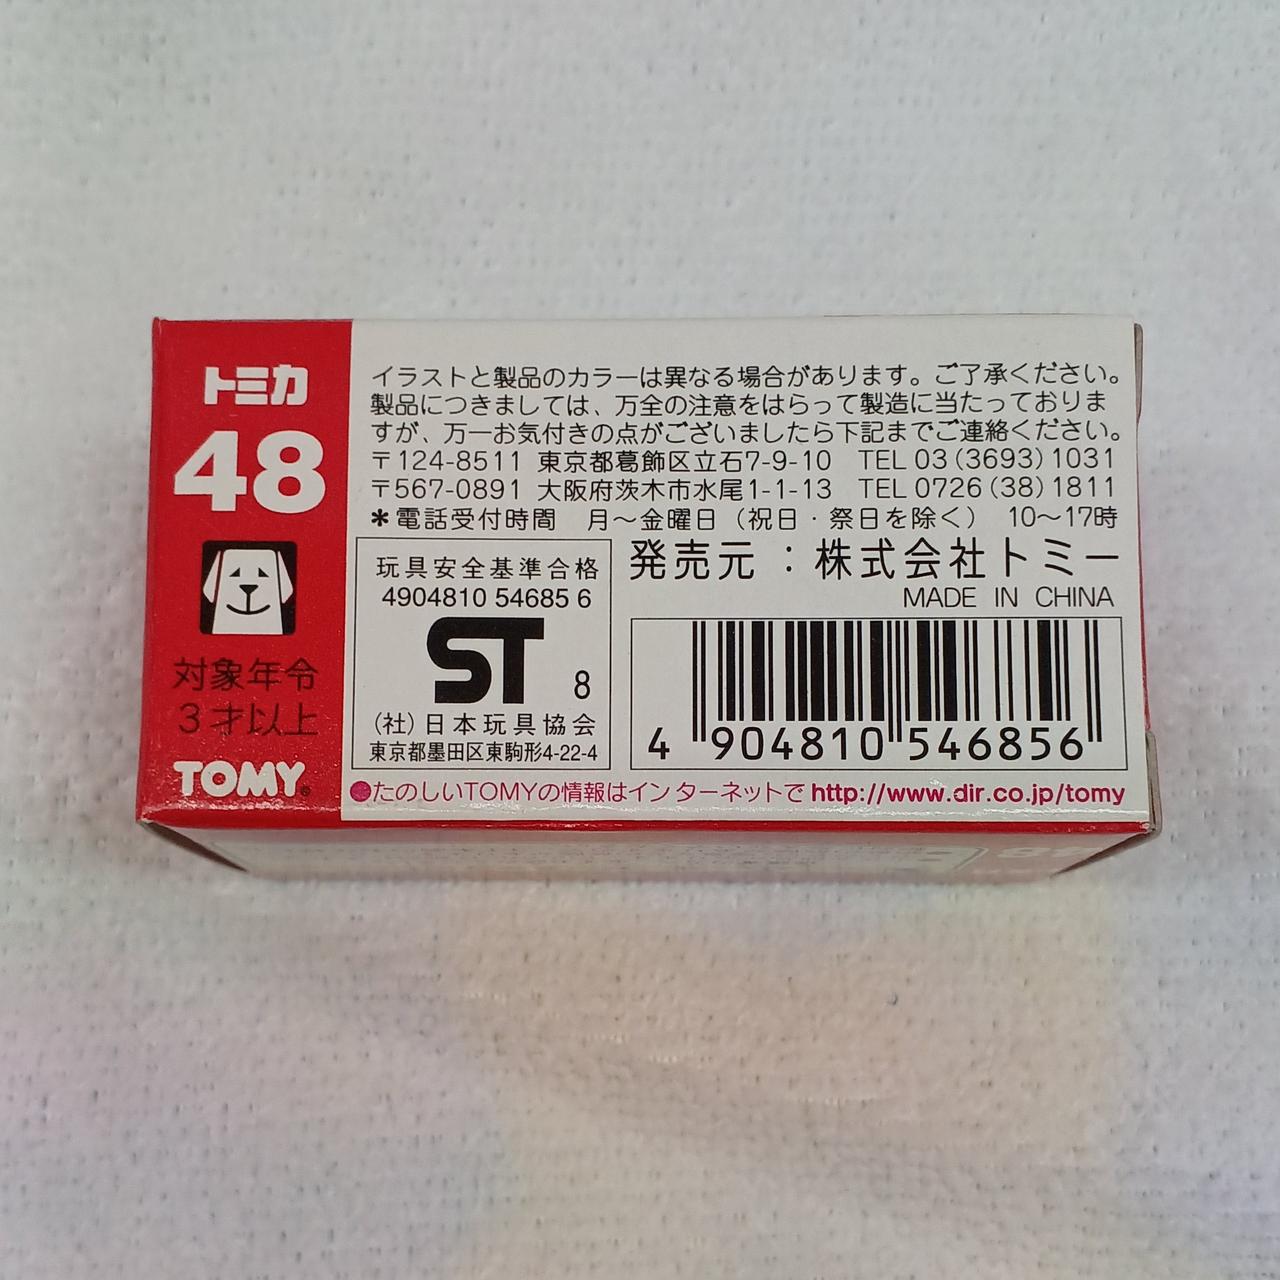 トミカ
48
対象年令
3才以上
TOMY
イラストと製品のカラーは異なる場合があります。ご了承ください。
製品につきましては、万全の注意をはらって製造に当たっておりま
すが、万一お気付きの点がございましたら下記までご連絡ください。
〒124-8511 東京都葛飾区立石7-9-10 TEL 03(3693)1031
〒567-0891 大阪府茨木市水尾1-1-13 TEL 0726(38)1811
＊電話受付時間 月～金曜日（祝日・祭日を除く） 10～17時
玩具安全基準合格
4904810 54685 6
ST 8
(社)日本玩具協会
東京都墨田区東駒形4-22-4
発売元：株式会社トミー
MADE IN CHINA
4 904810 546856
●たのしいTOMYの情報はインターネットで http://www.dir.co.jp/tomy